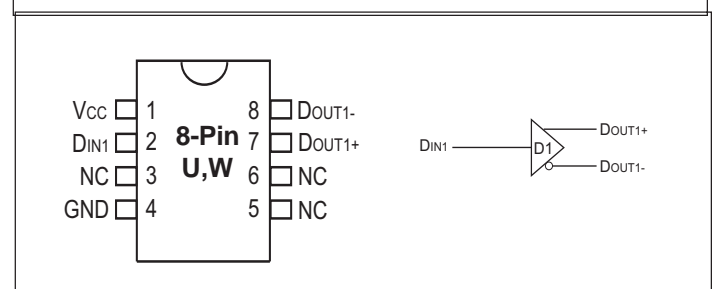 Vcc 1 8 DOUT1-
DIN1 2 8-Pin 7 DOUT1+
NC 3 U,W 6 NC
GND 4 5 NC
DIN1 D1 DOUT1+
DOUT1-